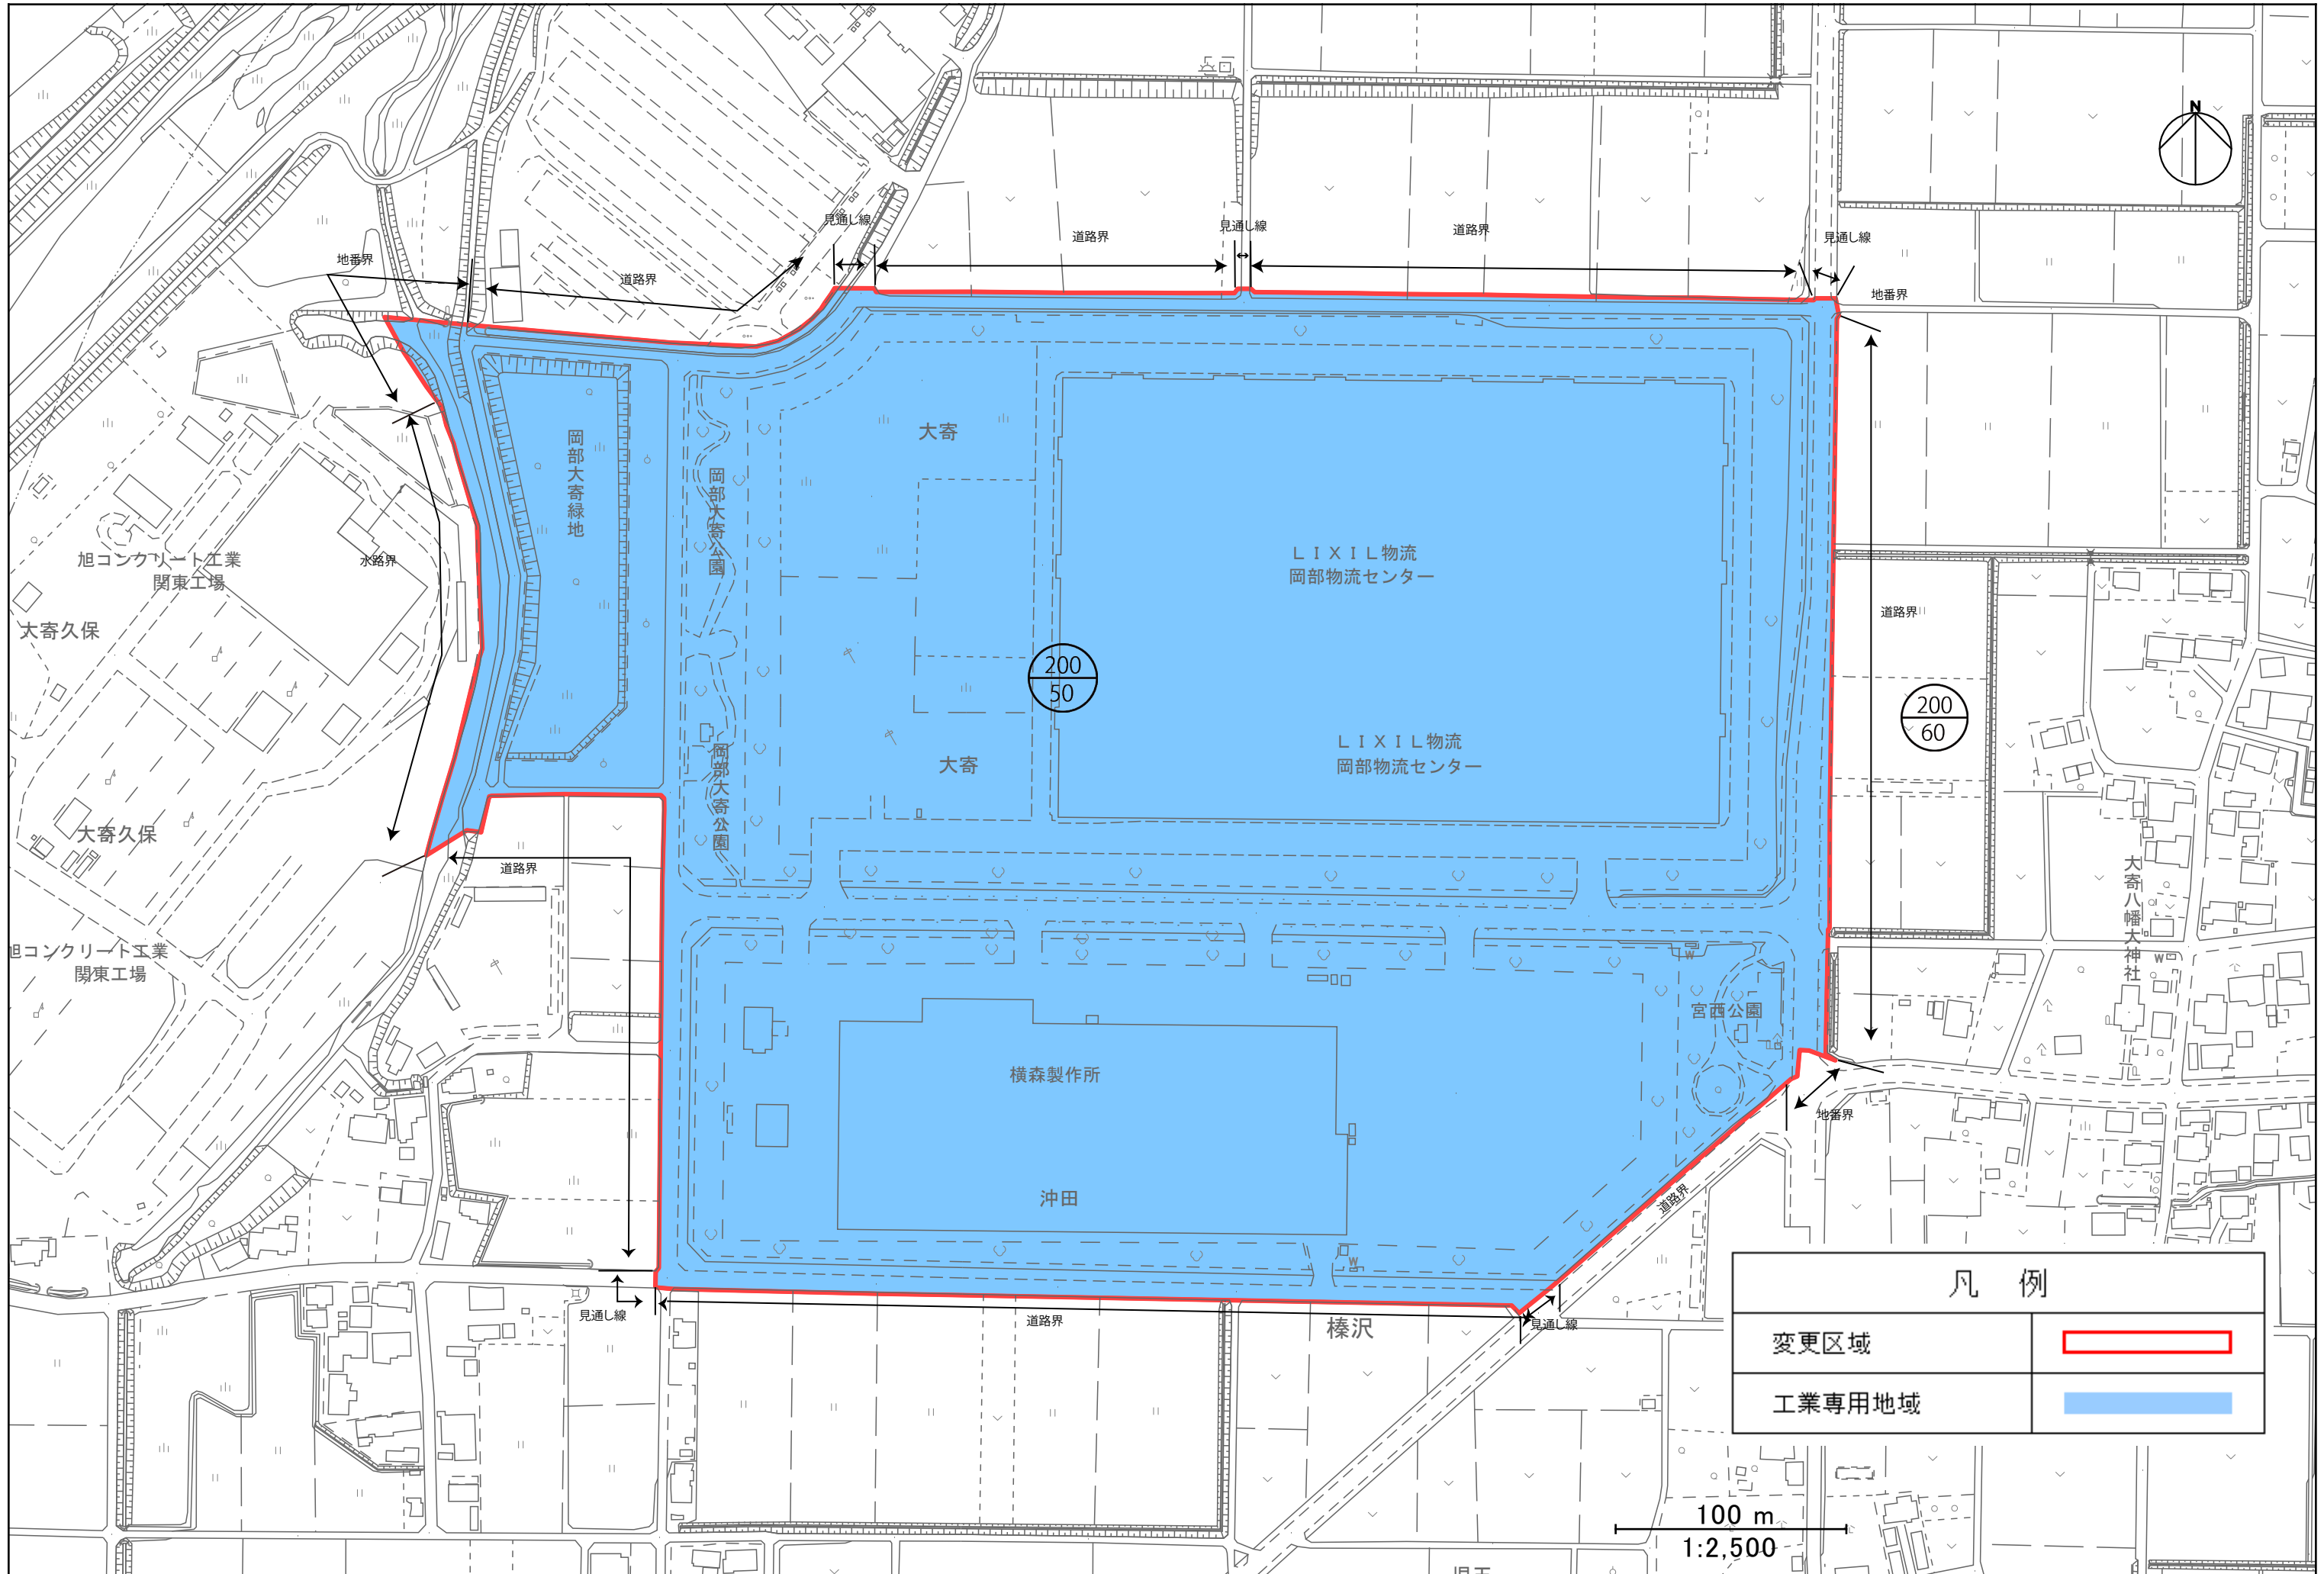 N
見通し線
見通し線
見通し線
道路界
道路界
地番界
道路界
地番界
大寄
岡部大寄緑地
岡部大寄公園
ＬＩＸＩＬ物流
岡部物流センター
旭コンクリート工業
関東工場
水路界
大寄久保
道路界
200
50
200
60
ＬＩＸＩＬ物流
岡部物流センター
大寄
岡部大寄公園
大寄久保
道路界
大寄八幡大神社
旭コンクリート工業
関東工場
W
W
宮西公園
横森製作所
地番界
沖田
道路界
W
見通し線
道路界
見通し線
榛沢
凡 例
変更区域
工業専用地域
100 m
1:2,500